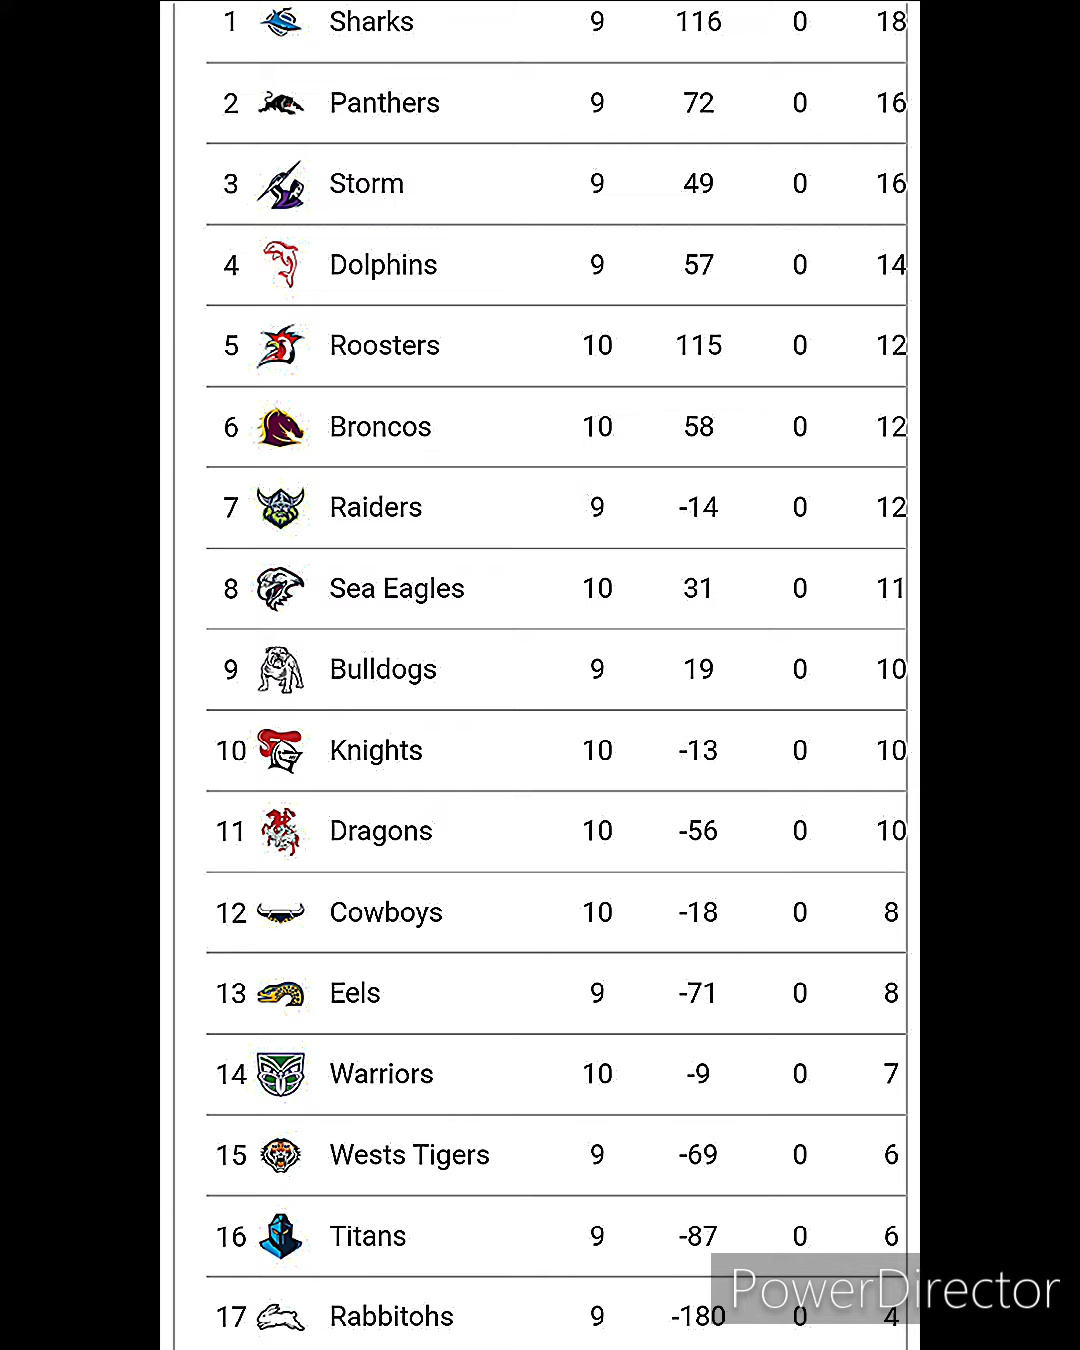 1 Sharks 9 116 0 18
2 Panthers 9 72 0 16
3 Storm 9 49 0 16
4 Dolphins 9 57 0 14
5 Roosters 10 115 0 12
6 Broncos 10 58 0 12
7 Raiders 9 -14 0 12
8 Sea Eagles 10 31 0 11
9 Bulldogs 9 19 0 10
10 Knights 10 -13 0 10
11 Dragons 10 -56 0 10
12 Cowboys 10 -18 0 8
13 Eels 9 -71 0 8
14 Warriors 10 -9 0 7
15 Wests Tigers 9 -69 0 6
16 Titans 9 -87 0 6
PowerDirector
17 Rabbitohs 9 -180 0 4